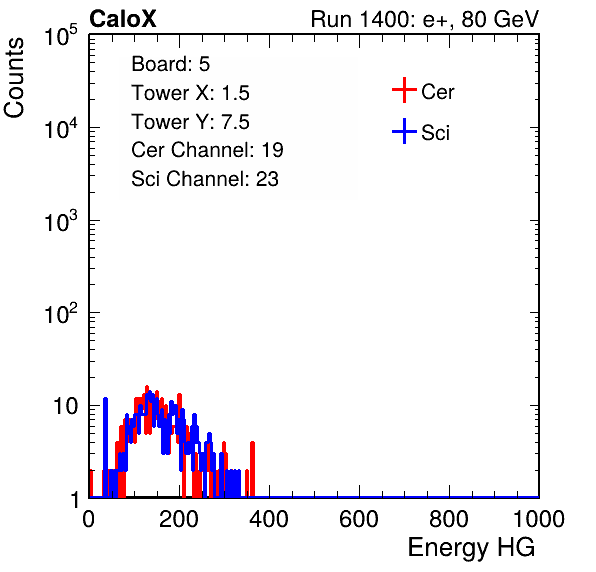 CaloX Run 1400: e+, 80 GeV
Counts
Board: 5
Tower X: 1.5
Tower Y: 7.5
Cer Channel: 19
Sci Channel: 23
Cer
Sci
10^5
10^4
10^3
10^2
10
1
0 200 400 600 800 1000
Energy HG